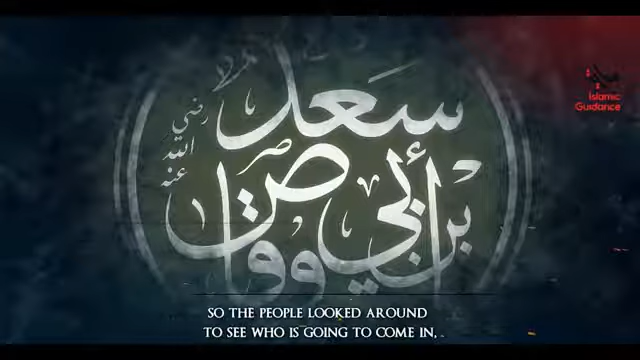 سَعد
بن أبي
وقاص
رضي
الله
عنه
Islamic
Guidance
SO THE PEOPLE LOOKED AROUND
TO SEE WHO IS GOING TO COME IN,